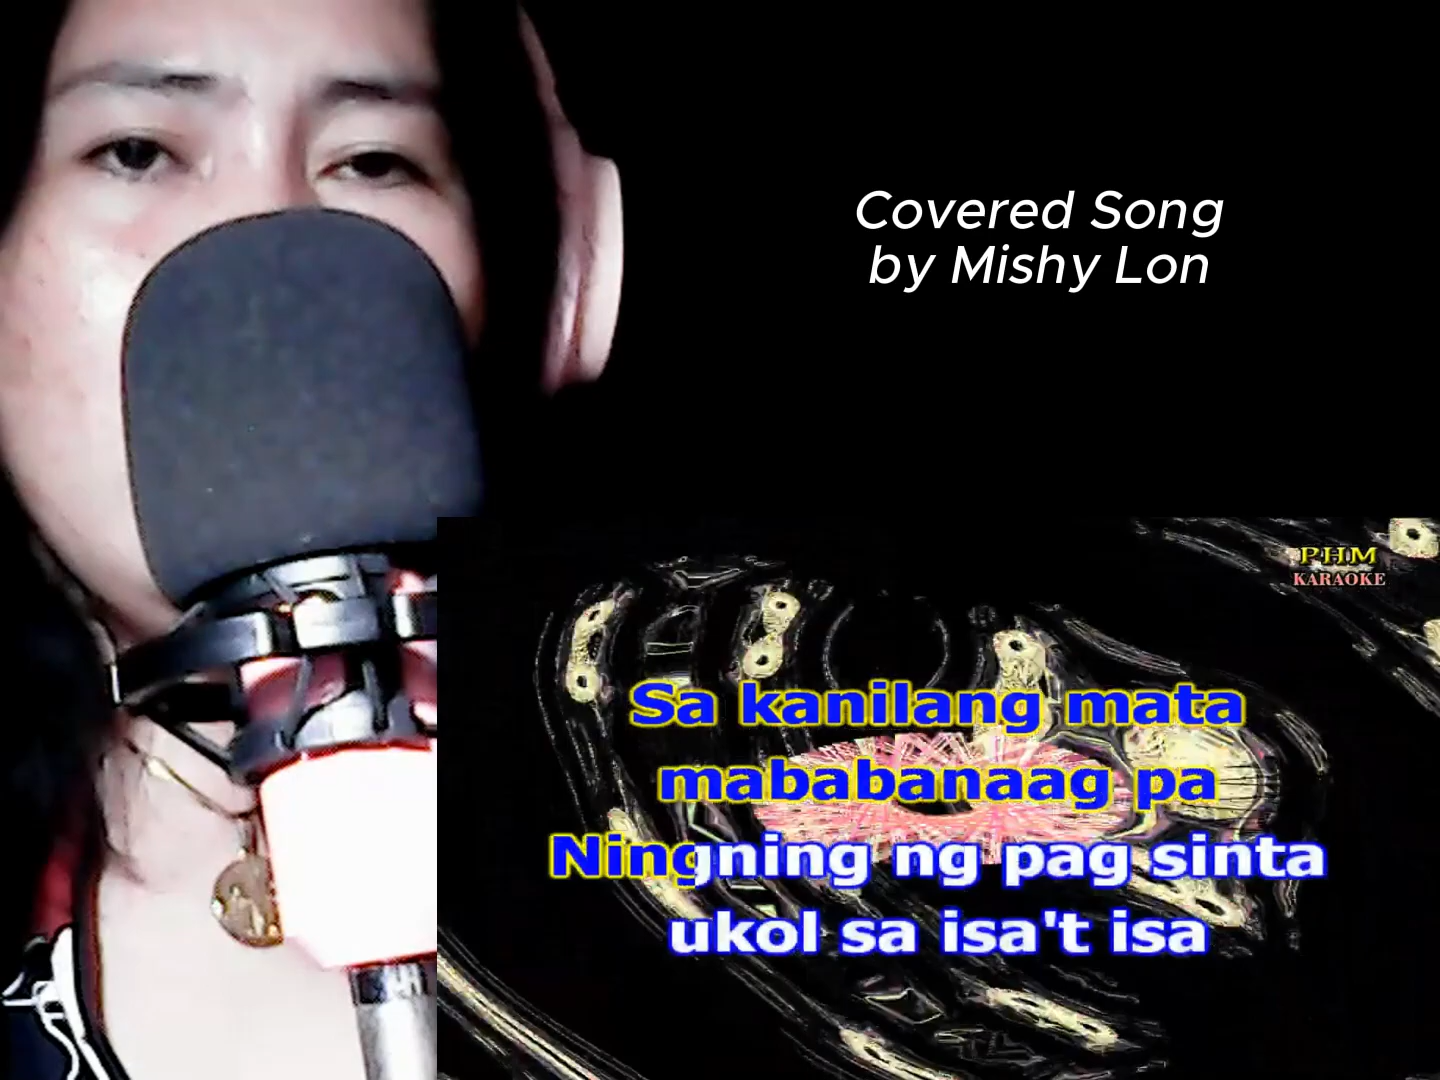 Covered Song
by Mishy Lon
PHM
KARAOKE
Sa kanilang mata
mababanaag pa
Ningning ng pag sinta
ukol sa isa't isa